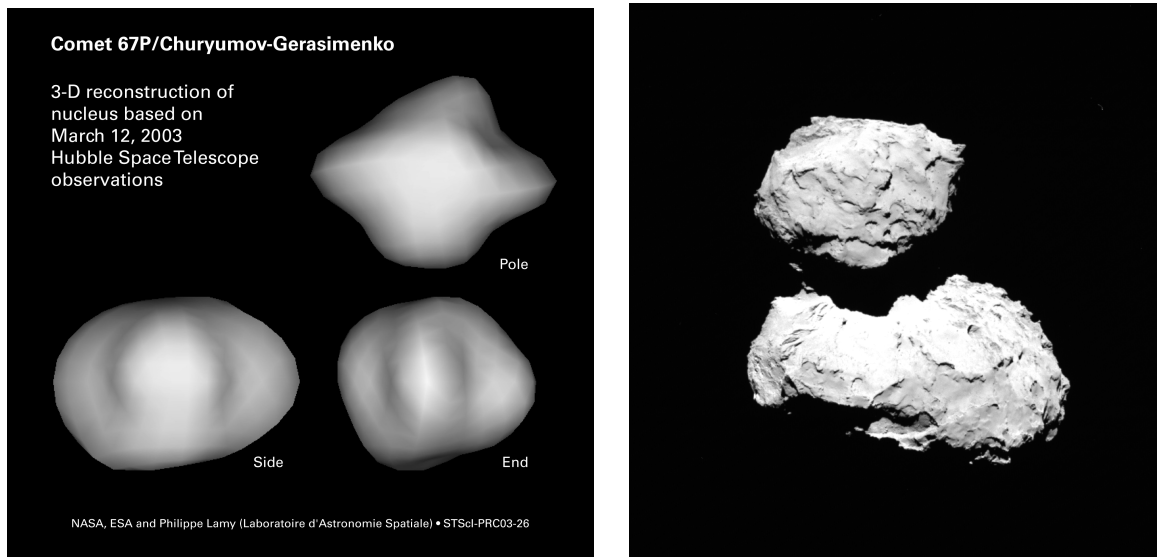 Comet 67P/Churyumov-Gerasimenko
3-D reconstruction of
nucleus based on
March 12, 2003
Hubble Space Telescope
observations
Pole
Side
End
NASA, ESA and Philippe Lamy (Laboratoire d'Astronomie Spatiale) • STScI-PRC03-26